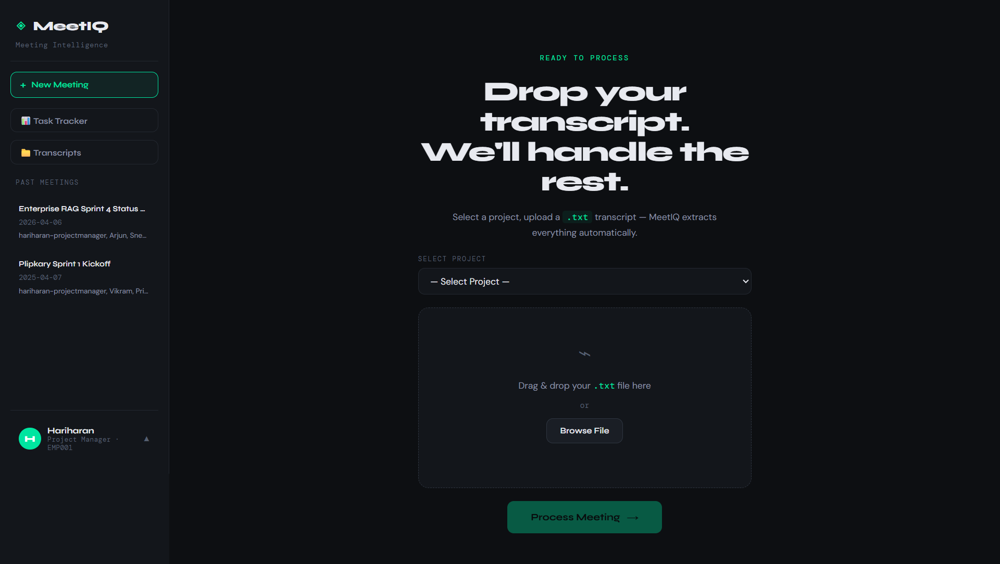 MeetIQ
Meeting Intelligence
+ New Meeting
Task Tracker
Transcripts
PAST MEETINGS
Enterprise RAG Sprint 4 Status ...
2026-04-06
hariharan-projectmanager, Arjun, Sne...
Plipkary Sprint 1 Kickoff
2025-04-07
hariharan-projectmanager, Vikram, Pri...
H
Hariharan
Project Manager ·
EMP001
READY TO PROCESS
Drop your
transcript.
We'll handle the
rest.
Select a project, upload a .txt transcript — MeetIQ extracts
everything automatically.
SELECT PROJECT
— Select Project —
Drag & drop your .txt file here
or
Browse File
Process Meeting →